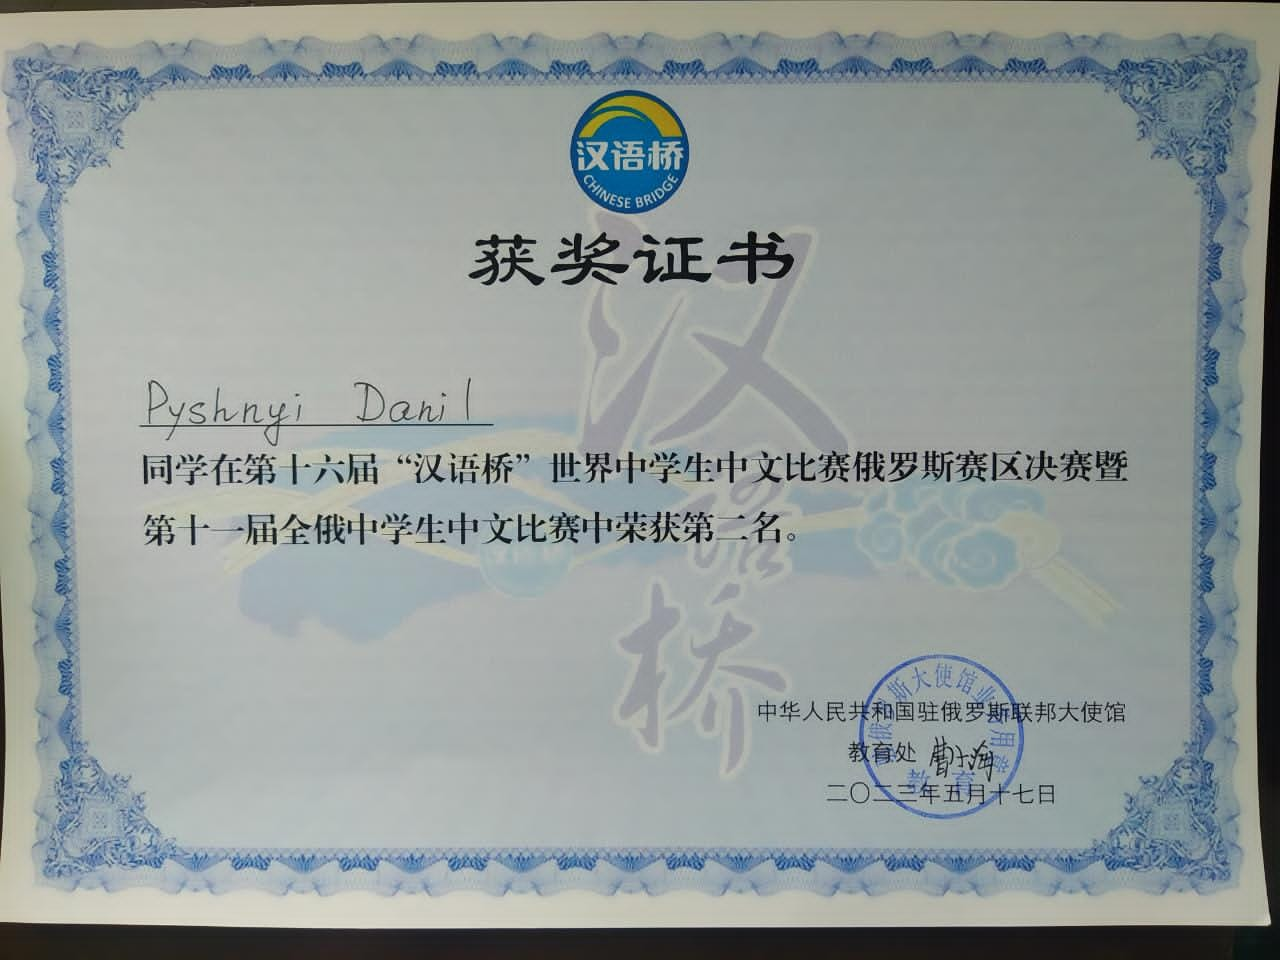 汉语桥
CHINESE BRIDGE
获奖证书
Pyshnyi Danil
同学在第十六届“汉语桥”世界中学生中文比赛俄罗斯赛区决赛暨
第十一届全俄中学生中文比赛中荣获第二名。
汉语桥
中华人民共和国驻俄罗斯联邦大使馆
教育处
二〇二三年五月十七日